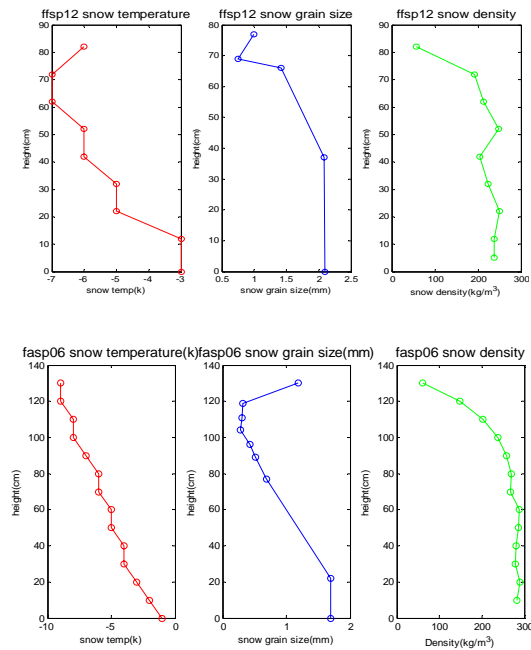 ffsp12 snow temperature
90
80
70
60
50
40
30
20
10
0
height(cm)
-7 -6 -5 -4 -3
snow temp(k)
ffsp12 snow grain size
80
70
60
50
40
30
20
10
0
height(cm)
0.5 1 1.5 2 2.5
snow grain size(mm)
ffsp12 snow density
90
80
70
60
50
40
30
20
10
0
height(cm)
0 100 200 300
snow density(kg/m³)
fasp06 snow temperature(k)
140
120
100
80
60
40
20
0
height(cm)
-10 -5 0
snow temp(k)
fasp06 snow grain size(mm)
140
120
100
80
60
40
20
0
height(cm)
0 1 2
snow grain size(mm)
fasp06 snow density
140
120
100
80
60
40
20
0
height(cm)
0 100 200 300
Density(kg/m³)